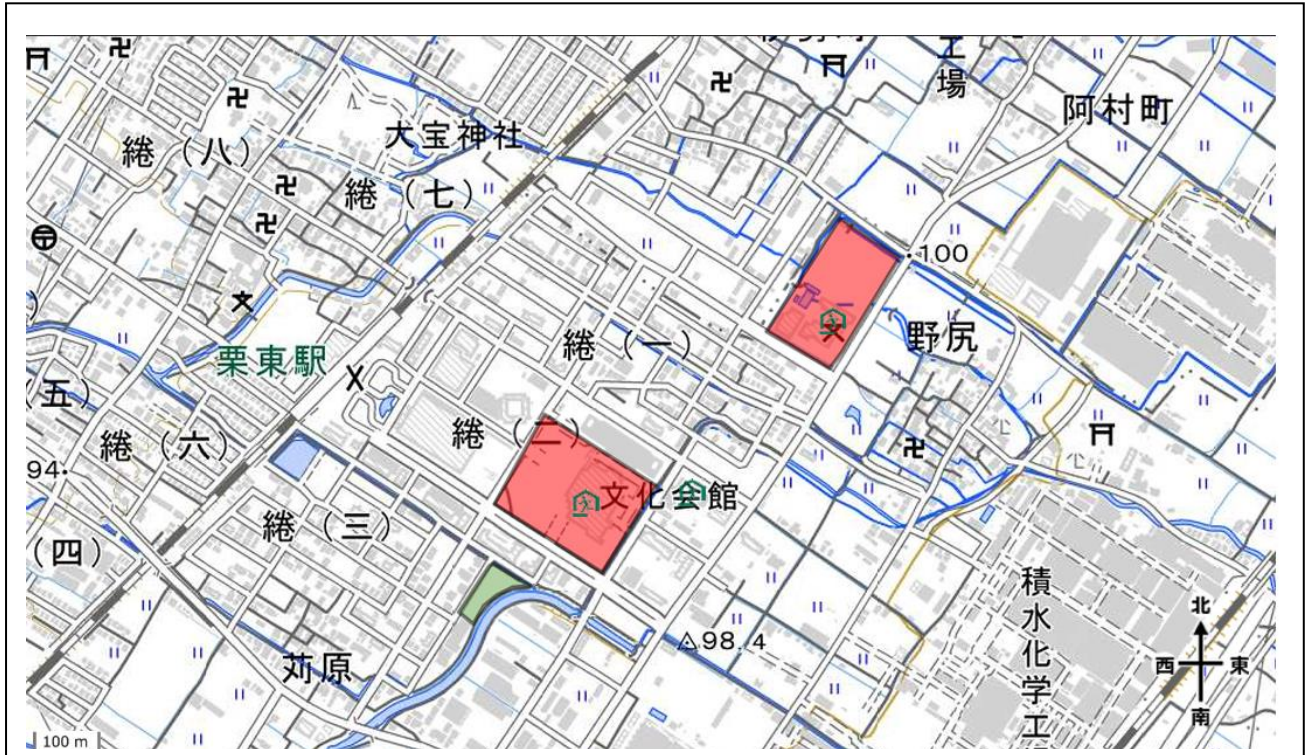 工場
阿村町
大宝神社
綣（八）
綣（七）
100
綣（一）
野尻
栗東駅
（五）
綣（六）
綣（二）
文
文化会館
94
綣（三）
（四）
98.4
積水化学工
苅原
北
西 東
南
100 m